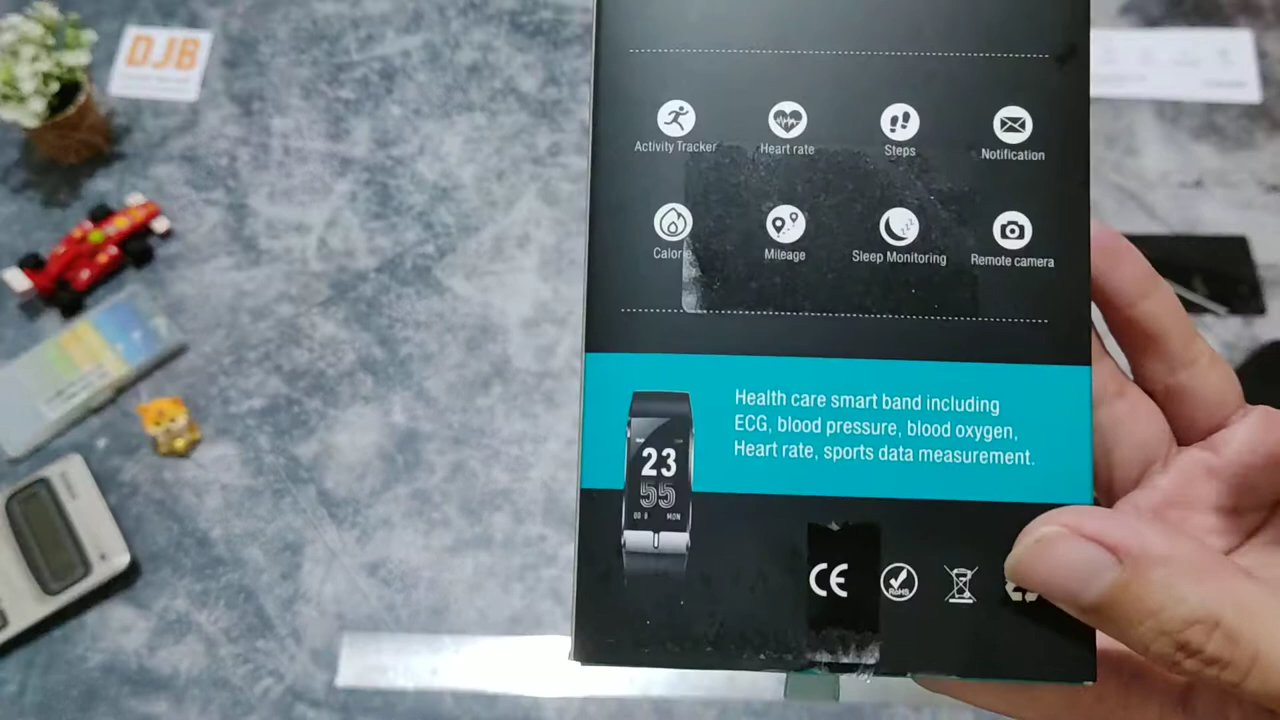 DJB
Activity Tracker
Heart rate
Steps
Notification
Calorie
Mileage
Sleep Monitoring
Remote camera
Health care smart band including
ECG, blood pressure, blood oxygen,
Heart rate, sports data measurement.
23
55
MON
CE
RoHS